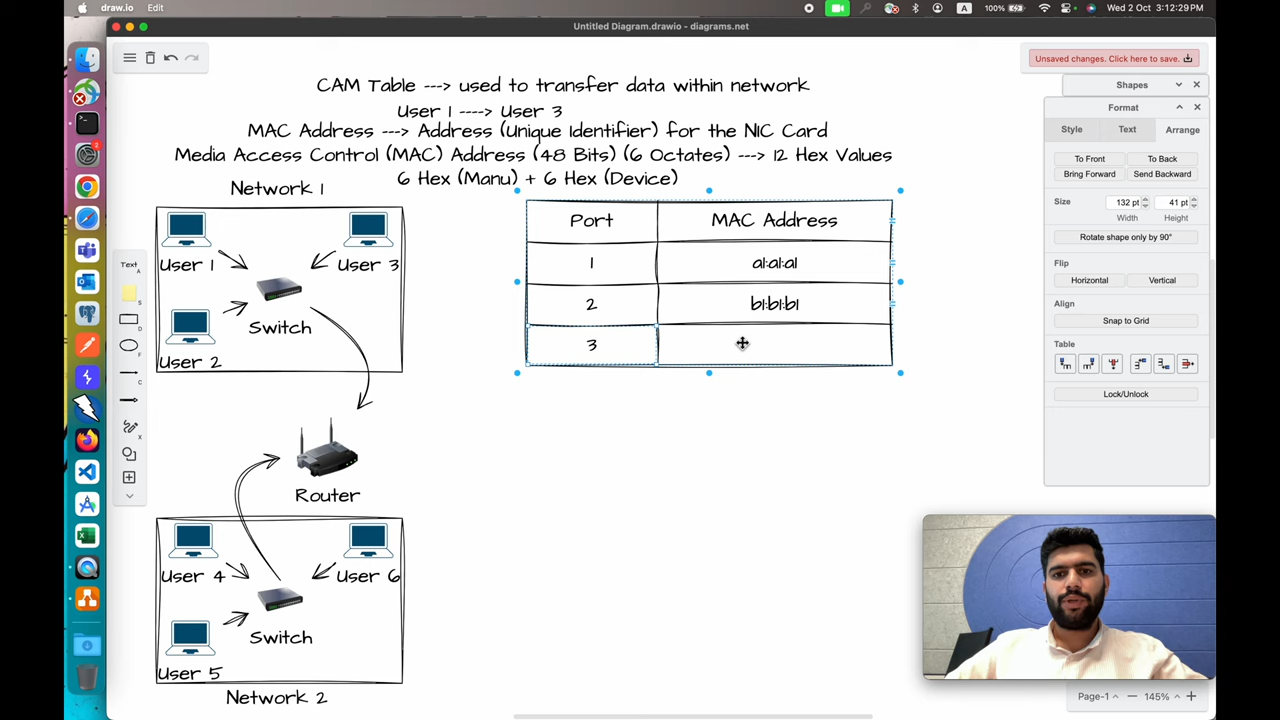 draw.io
Edit
100%
A
Wed 2 Oct 3:12:29 PM
Untitled Diagram.drawio - diagrams.net
Unsaved changes. Click here to save.
CAM Table ---> used to transfer data within network
User 1 ----> User 3
MAC Address ---> Address (Unique Identifier) for the NIC Card
Media Access Control (MAC) Address (48 Bits) (6 Octates) ---> 12 Hex Values
6 Hex (Manu) + 6 Hex (Device)
Network 1
User 1
User 3
Switch
User 2
Router
User 4
User 6
Switch
User 5
Network 2
Port
MAC Address
1
a1:a1:a1
2
b1:b1:b1
3
Text
A
S
D
F
C
X
Shapes
Format
Style
Text
Arrange
To Front
To Back
Bring Forward
Send Backward
Size
132 pt
41 pt
Width
Height
Rotate shape only by 90°
Flip
Horizontal
Vertical
Align
Snap to Grid
Table
Lock/Unlock
Page-1
145%